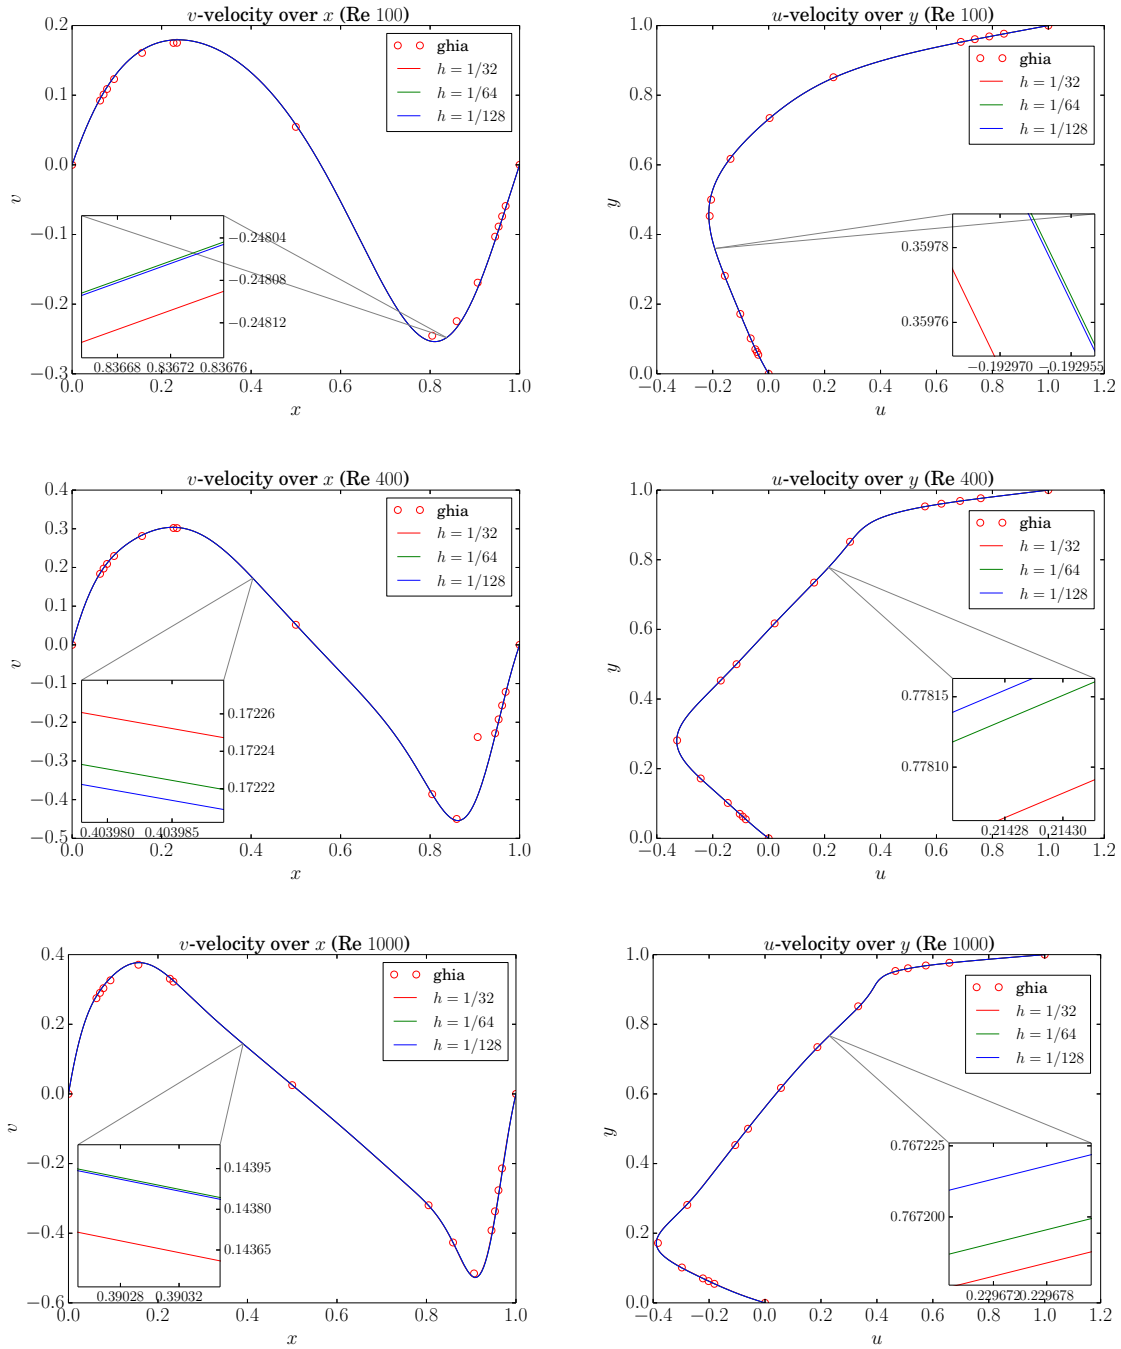 v-velocity over x (Re 100)
0.2
0.1
0.0
−0.1
−0.2
−0.3
v
ghia
h = 1/32
h = 1/64
h = 1/128
−0.24804
−0.24808
−0.24812
0.83668 0.83672 0.83676
0.0 0.2 0.4 0.6 0.8 1.0
x
u-velocity over y (Re 100)
1.0
0.8
0.6
0.4
0.2
0.0
y
ghia
h = 1/32
h = 1/64
h = 1/128
0.35978
0.35976
−0.192970 −0.192955
−0.4 −0.2 0.0 0.2 0.4 0.6 0.8 1.0 1.2
u
v-velocity over x (Re 400)
0.4
0.3
0.2
0.1
0.0
−0.1
−0.2
−0.3
−0.4
−0.5
v
ghia
h = 1/32
h = 1/64
h = 1/128
0.17226
0.17224
0.17222
0.403980 0.403985
0.0 0.2 0.4 0.6 0.8 1.0
x
u-velocity over y (Re 400)
1.0
0.8
0.6
0.4
0.2
0.0
y
ghia
h = 1/32
h = 1/64
h = 1/128
0.77815
0.77810
0.21428 0.21430
−0.4 −0.2 0.0 0.2 0.4 0.6 0.8 1.0 1.2
u
v-velocity over x (Re 1000)
0.4
0.2
0.0
−0.2
−0.4
−0.6
v
ghia
h = 1/32
h = 1/64
h = 1/128
0.14395
0.14380
0.14365
0.39028 0.39032
0.0 0.2 0.4 0.6 0.8 1.0
x
u-velocity over y (Re 1000)
1.0
0.8
0.6
0.4
0.2
0.0
y
ghia
h = 1/32
h = 1/64
h = 1/128
0.767225
0.767200
0.229672 0.229678
−0.4 −0.2 0.0 0.2 0.4 0.6 0.8 1.0 1.2
u